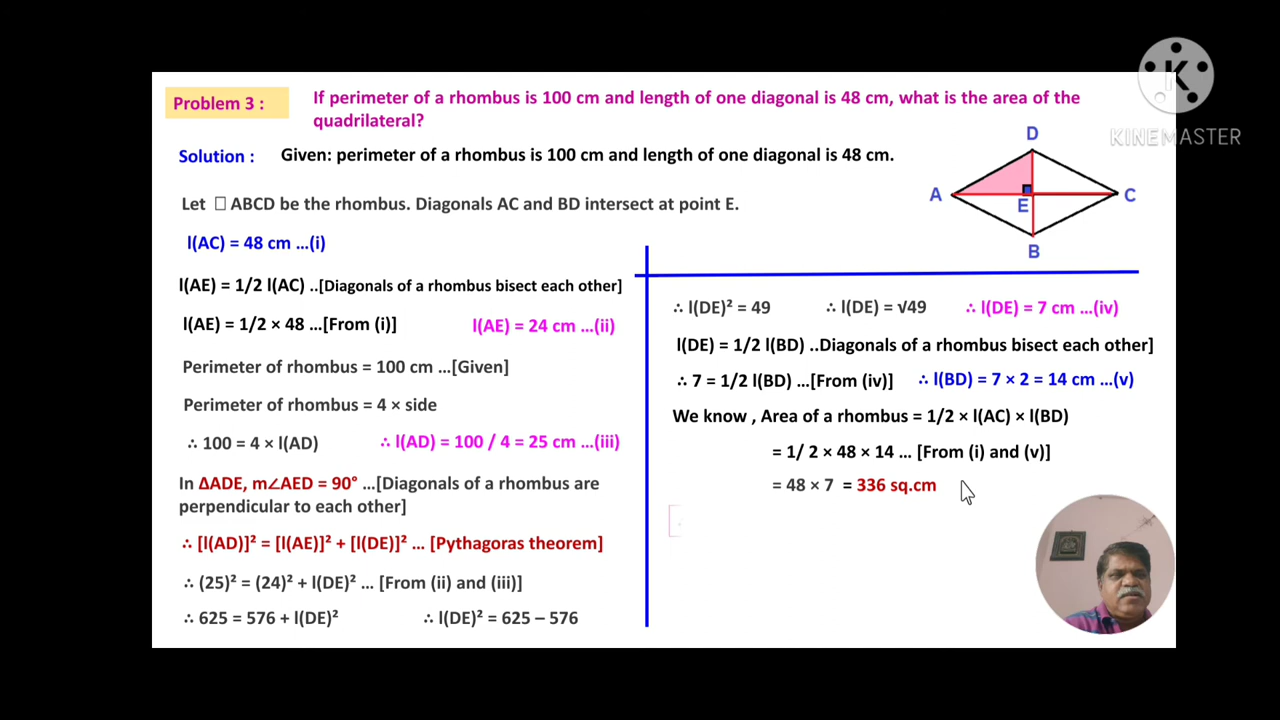 KINEMASTER
Problem 3 :
If perimeter of a rhombus is 100 cm and length of one diagonal is 48 cm, what is the area of the
quadrilateral?
Solution :
Given: perimeter of a rhombus is 100 cm and length of one diagonal is 48 cm.
Let □ ABCD be the rhombus. Diagonals AC and BD intersect at point E.
D
A
E
C
B
l(AC) = 48 cm ...(i)
l(AE) = 1/2 l(AC) ..[Diagonals of a rhombus bisect each other]
l(AE) = 1/2 × 48 ...[From (i)]
l(AE) = 24 cm ...(ii)
Perimeter of rhombus = 100 cm ...[Given]
Perimeter of rhombus = 4 × side
∴ 100 = 4 × l(AD)
∴ l(AD) = 100 / 4 = 25 cm ...(iii)
In ΔADE, m∠AED = 90° ...[Diagonals of a rhombus are
perpendicular to each other]
∴ [l(AD)]² = [l(AE)]² + [l(DE)]² ... [Pythagoras theorem]
∴ (25)² = (24)² + l(DE)² ... [From (ii) and (iii)]
∴ 625 = 576 + l(DE)²
∴ l(DE)² = 625 – 576
∴ l(DE)² = 49
∴ l(DE) = √49
∴ l(DE) = 7 cm ...(iv)
l(DE) = 1/2 l(BD) ..Diagonals of a rhombus bisect each other]
∴ 7 = 1/2 l(BD) ...[From (iv)]
∴ l(BD) = 7 × 2 = 14 cm ...(v)
We know , Area of a rhombus = 1/2 × l(AC) × l(BD)
= 1/ 2 × 48 × 14 ... [From (i) and (v)]
= 48 × 7 = 336 sq.cm